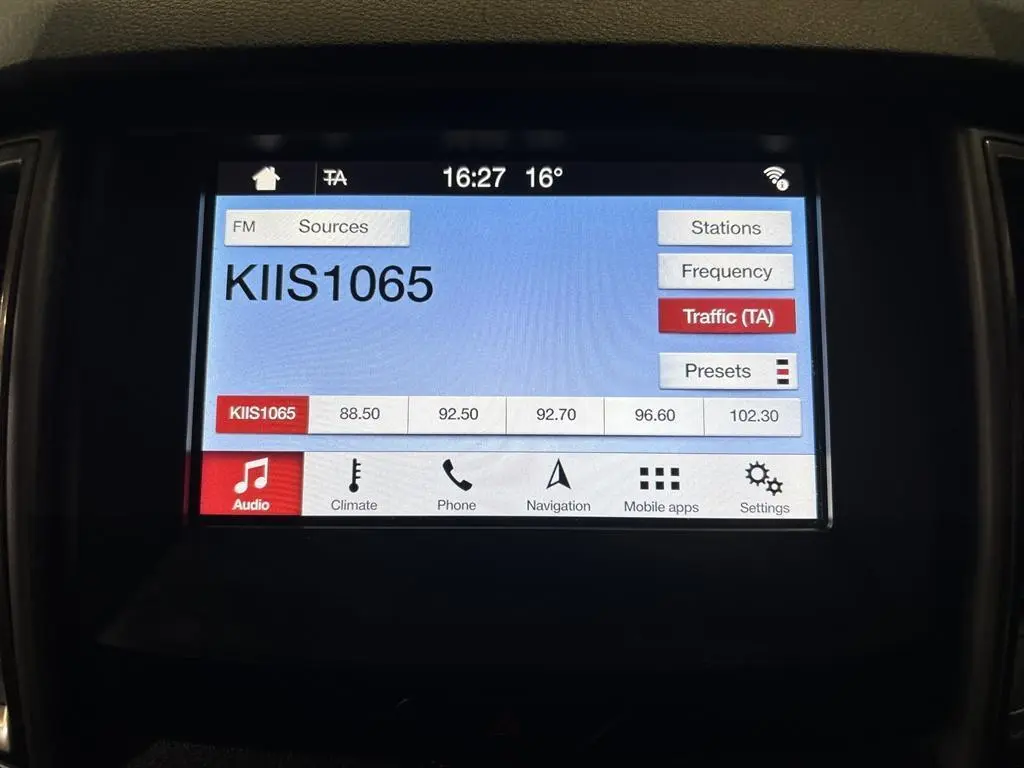 TA 16:27 16°
FM Sources
Stations
KIIS1065
Frequency
Traffic (TA)
Presets
KIIS1065 88.50 92.50 92.70 96.60 102.30
Audio Climate Phone Navigation Mobile apps Settings